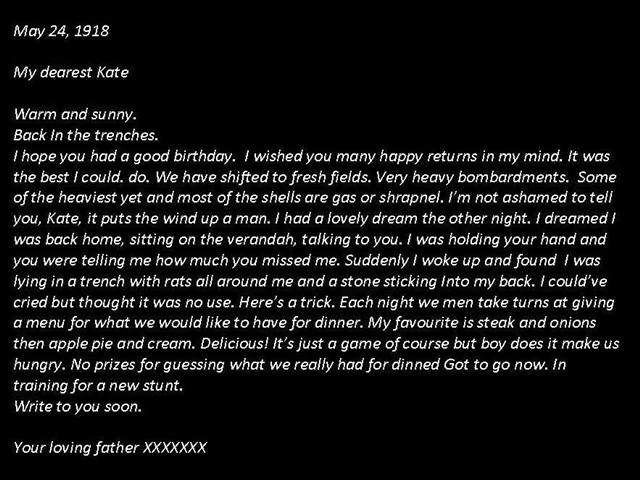 May 24, 1918
My dearest Kate
Warm and sunny.
Back In the trenches.
I hope you had a good birthday.  I wished you many happy returns in my mind. It was
the best I could. do. We have shifted to fresh fields. Very heavy bombardments.  Some
of the heaviest yet and most of the shells are gas or shrapnel. I'm not ashamed to tell
you, Kate, it puts the wind up a man. I had a lovely dream the other night. I dreamed I
was back home, sitting on the verandah, talking to you. I was holding your hand and
you were telling me how much you missed me. Suddenly I woke up and found  I was
lying in a trench with rats all around me and a stone sticking Into my back. I could've
cried but thought it was no use. Here's a trick. Each night we men take turns at giving
a menu for what we would like to have for dinner. My favourite is steak and onions
then apple pie and cream. Delicious! It's just a game of course but boy does it make us
hungry. No prizes for guessing what we really had for dinned Got to go now. In
training for a new stunt.
Write to you soon.
Your loving father XXXXXXX